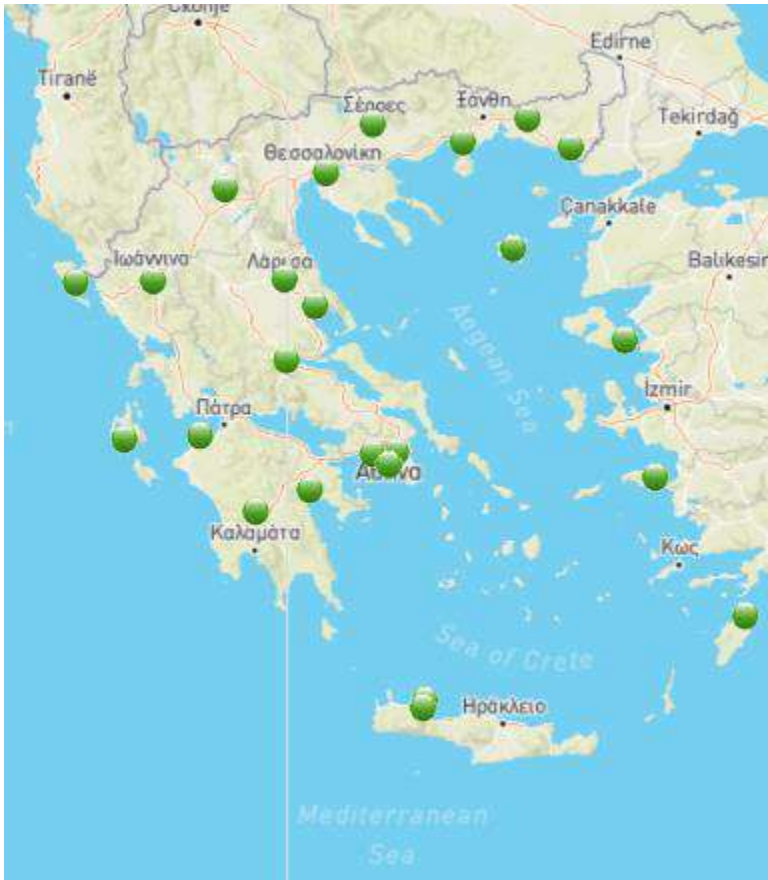 Skopje
Edirne
Tiranë
Σέρρες
Ξάνθη
Tekirdağ
Θεσσαλονίκη
Çanakkale
Ιωάννινα
Λάρισα
Balıkesir
Aegean Sea
Πάτρα
İzmir
Αθήνα
Καλαμάτα
Κως
Sea of Crete
Ηράκλειο
Mediterranean
Sea